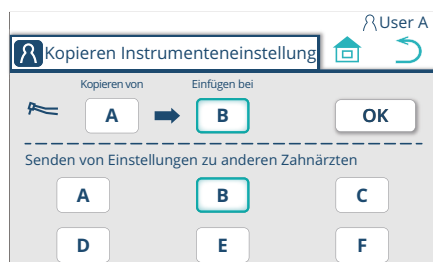 User A
Kopieren Instrumenteneinstellung
Kopieren von Einfügen bei
A B OK
Senden von Einstellungen zu anderen Zahnärzten
A B C
D E F